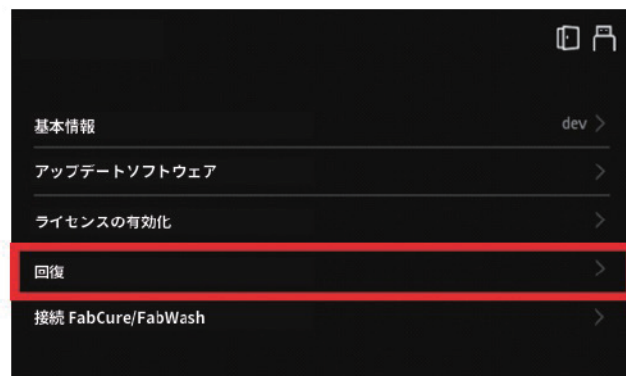 基本情報 dev
アップデートソフトウェア
ライセンスの有効化
回復
接続 FabCure/FabWash